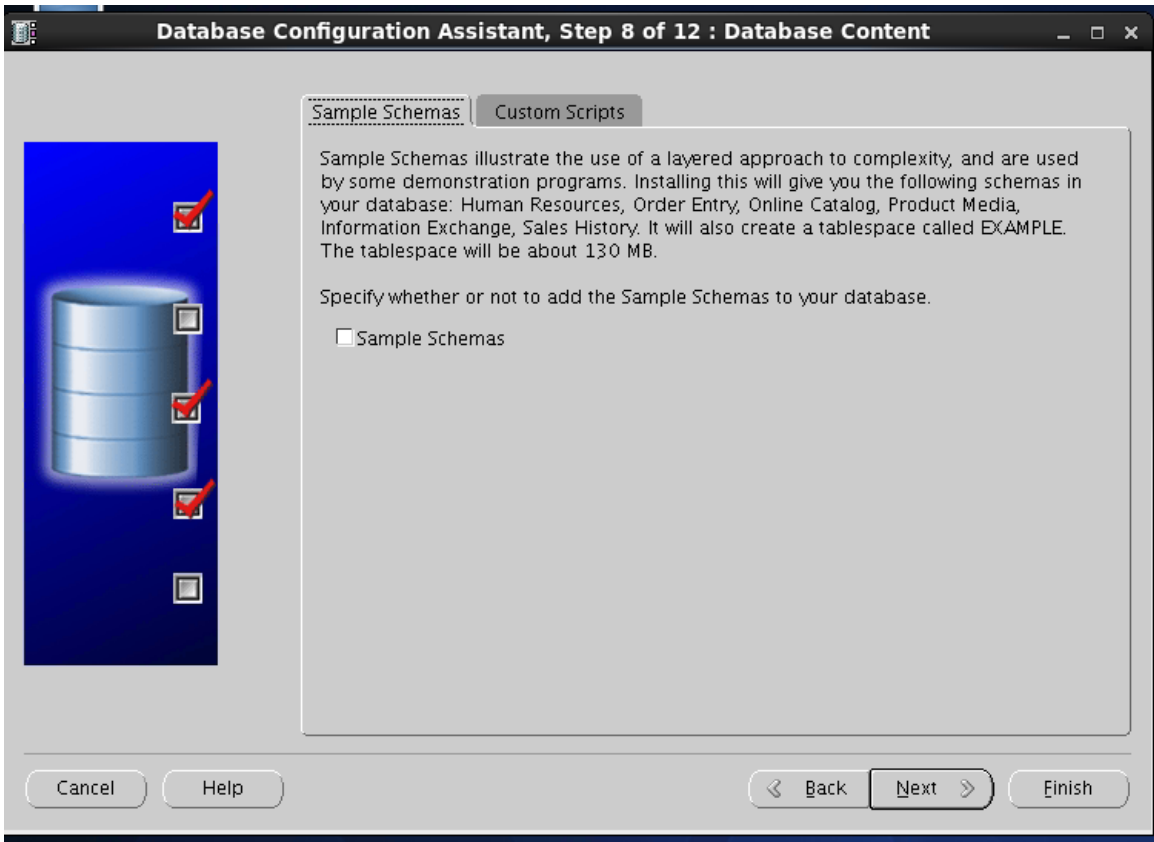 Database Configuration Assistant, Step 8 of 12 : Database Content
Sample Schemas
Custom Scripts
Sample Schemas illustrate the use of a layered approach to complexity, and are used
by some demonstration programs. Installing this will give you the following schemas in
your database: Human Resources, Order Entry, Online Catalog, Product Media,
Information Exchange, Sales History. It will also create a tablespace called EXAMPLE.
The tablespace will be about 130 MB.
Specify whether or not to add the Sample Schemas to your database.
Sample Schemas
Cancel
Help
Back
Next
Finish